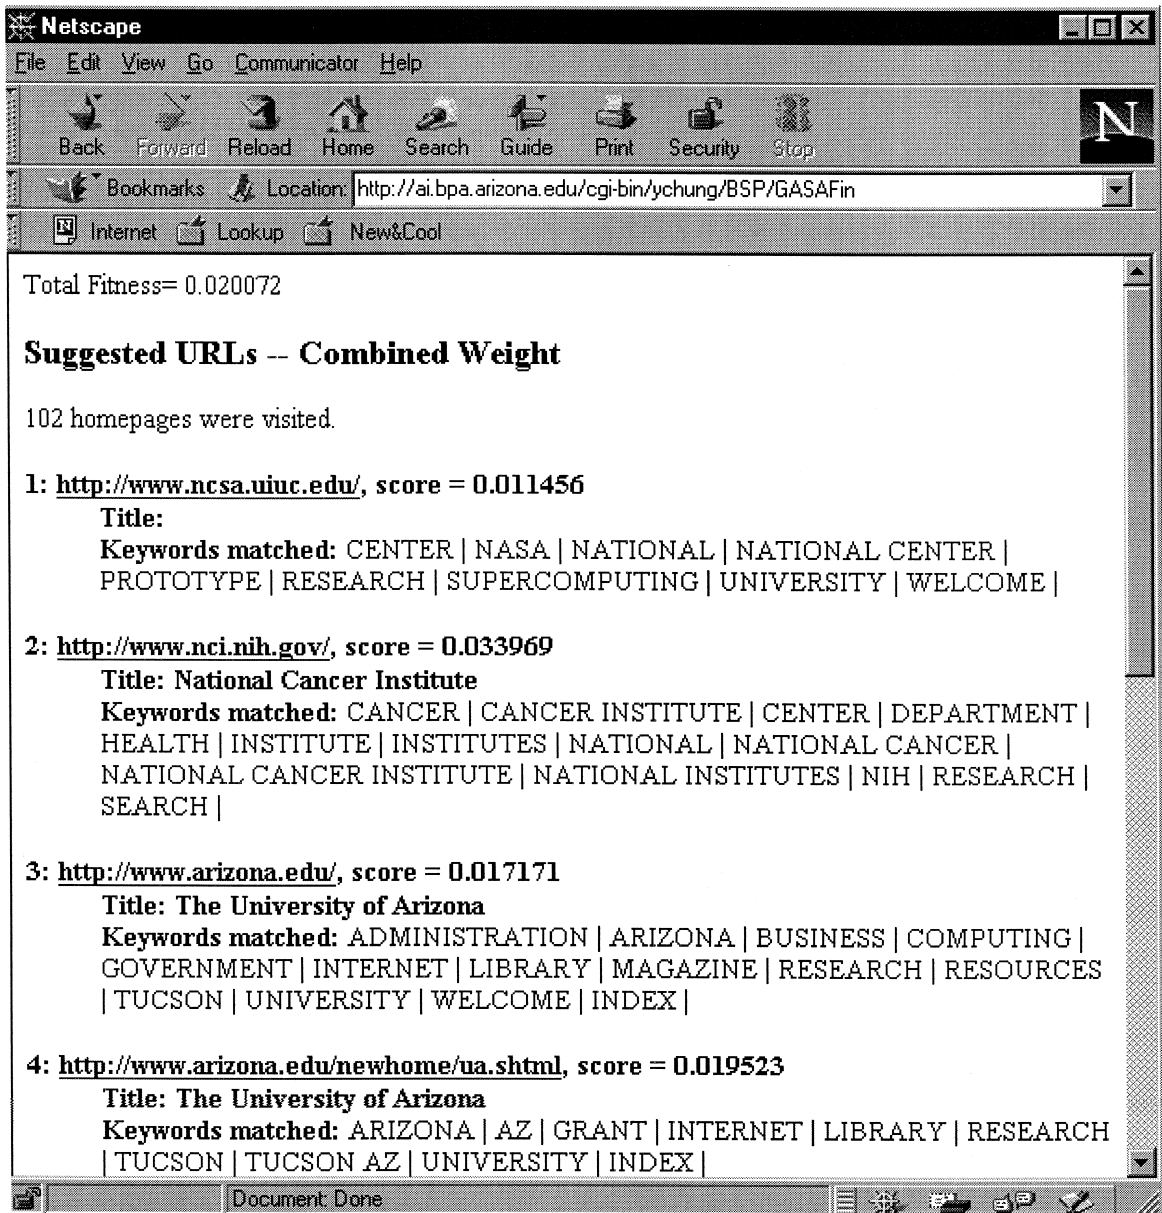 Netscape
File Edit View Go Communicator Help
N
Back Forward Reload Home Search Guide Print Security Stop
Bookmarks Location: http://ai.bpa.arizona.edu/cgi-bin/ychung/BSP/GASAFin
N Internet Lookup New&Cool
Total Fitness= 0.020072
Suggested URLs -- Combined Weight
102 homepages were visited.
1: http://www.ncsa.uiuc.edu/, score = 0.011456
Title:
Keywords matched: CENTER | NASA | NATIONAL | NATIONAL CENTER |
PROTOTYPE | RESEARCH | SUPERCOMPUTING | UNIVERSITY | WELCOME |
2: http://www.nci.nih.gov/, score = 0.033969
Title: National Cancer Institute
Keywords matched: CANCER | CANCER INSTITUTE | CENTER | DEPARTMENT |
HEALTH | INSTITUTE | INSTITUTES | NATIONAL | NATIONAL CANCER |
NATIONAL CANCER INSTITUTE | NATIONAL INSTITUTES | NIH | RESEARCH |
SEARCH |
3: http://www.arizona.edu/, score = 0.017171
Title: The University of Arizona
Keywords matched: ADMINISTRATION | ARIZONA | BUSINESS | COMPUTING |
GOVERNMENT | INTERNET | LIBRARY | MAGAZINE | RESEARCH | RESOURCES
| TUCSON | UNIVERSITY | WELCOME | INDEX |
4: http://www.arizona.edu/newhome/ua.shtml, score = 0.019523
Title: The University of Arizona
Keywords matched: ARIZONA | AZ | GRANT | INTERNET | LIBRARY | RESEARCH
| TUCSON | TUCSON AZ | UNIVERSITY | INDEX |
Document: Done